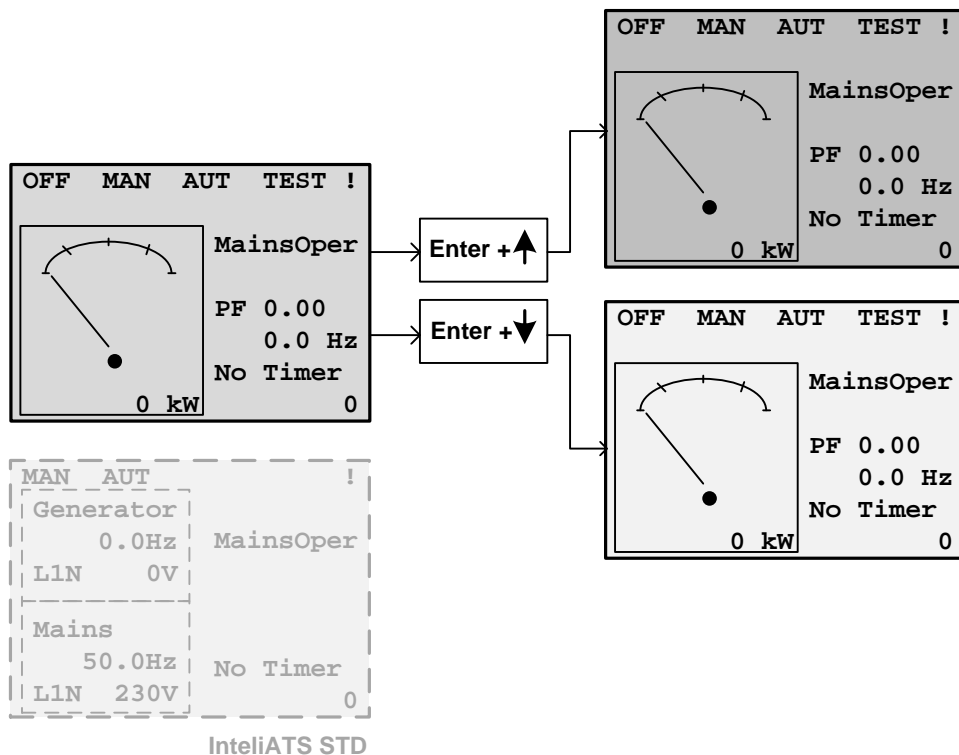 OFF MAN AUT TEST !
MainsOper
PF 0.00
0.0 Hz
No Timer
0 kW 0
Enter +
Enter +
OFF MAN AUT TEST !
MainsOper
PF 0.00
0.0 Hz
No Timer
0 kW 0
OFF MAN AUT TEST !
MainsOper
PF 0.00
0.0 Hz
No Timer
0 kW 0
MAN AUT !
Generator
0.0Hz MainsOper
L1N 0V
Mains
50.0Hz No Timer
L1N 230V 0
InteliATS STD